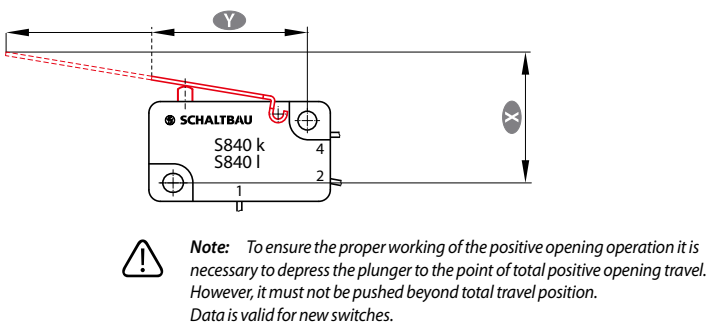 Y
X
SCHALTBAU
S840 k
S840 l
4
2
1
Note: To ensure the proper working of the positive opening operation it is
necessary to depress the plunger to the point of total positive opening travel.
However, it must not be pushed beyond total travel position.
Data is valid for new switches.